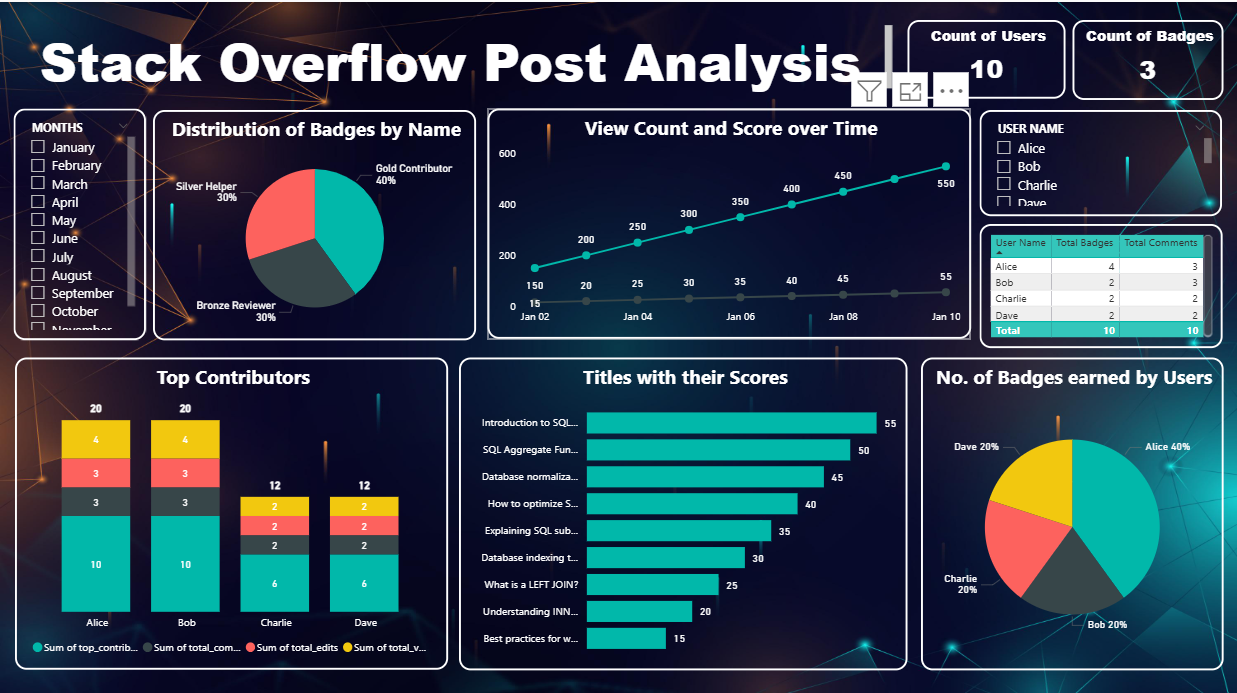 Stack Overflow Post Analysis
Count of Users
10
Count of Badges
3
MONTHS
January
February
March
April
May
June
July
August
September
October
November
Distribution of Badges by Name
Gold Contributor
40%
Silver Helper
30%
Bronze Reviewer
30%
View Count and Score over Time
600
400
200
0
150
200
250
300
350
400
450
550
15
20
25
30
35
40
45
55
Jan 02
Jan 04
Jan 06
Jan 08
Jan 10
USER NAME
Alice
Bob
Charlie
Dave
User Name Total Badges Total Comments
Alice 4 3
Bob 2 3
Charlie 2 2
Dave 2 2
Total 10 10
Top Contributors
20 20 12 12
4 4 2 2
3 3 2 2
3 3 2 2
10 10 6 6
Alice Bob Charlie Dave
Sum of top_contrib... Sum of total_com... Sum of total_edits Sum of total_v...
Titles with their Scores
Introduction to SQL... 55
SQL Aggregate Fun... 50
Database normaliza... 45
How to optimize S... 40
Explaining SQL sub... 35
Database indexing t... 30
What is a LEFT JOIN? 25
Understanding INN... 20
Best practices for w... 15
No. of Badges earned by Users
Dave 20%
Alice 40%
Charlie
20%
Bob 20%